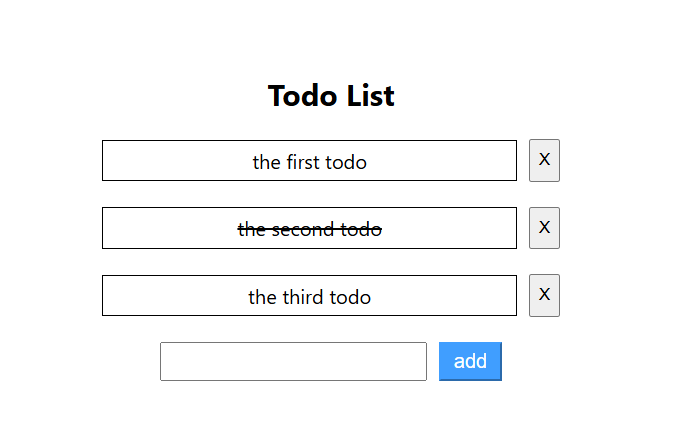 Todo List
the first todo X
the second todo X
the third todo X
add